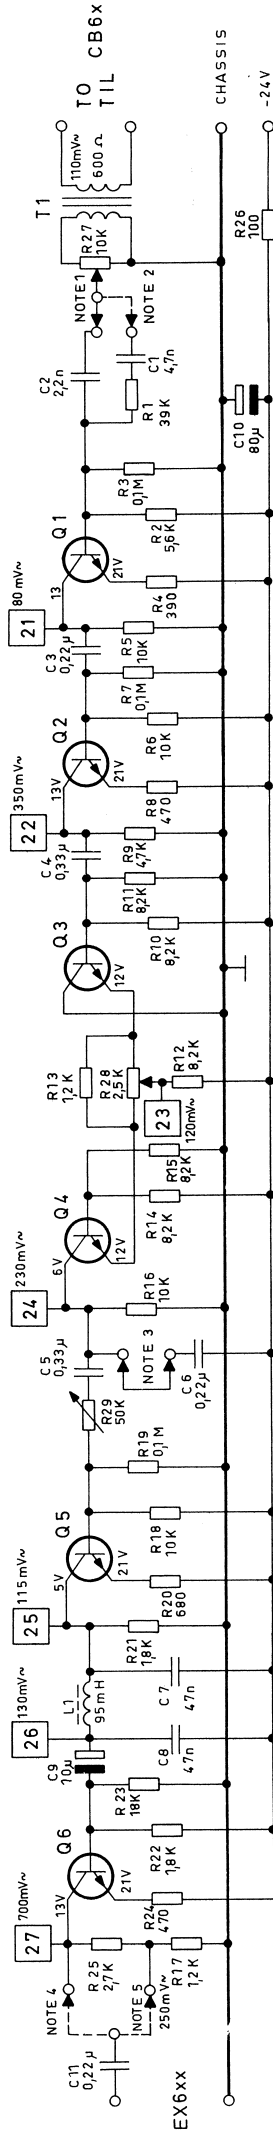 TO CB6x
TIL
110mV~
600Ω
T1
R27
10K
NOTE 1
NOTE 2
CHASSIS
-24V
R26
100
C2
2,2n
C1
4,7n
R1
39K
C10
80µ
R3
0,1M
R2
5,6K
Q1
13
21V
R4
390
80mV~
21
C3
0,22µ
R5
10K
R7
0,1M
R6
10K
Q2
13V
21V
R8
470
350mV~
22
C4
0,33µ
R9
4,7K
R11
8,2K
R10
8,2K
Q3
12V
R13
1,2K
R28
2,5K
R12
8,2K
23
120mV~
Q4
6V
12V
R15
8,2K
R14
8,2K
230mV~
24
R16
10K
C5
0,33µ
NOTE 3
C6
0,22µ
R29
50K
R19
0,1M
R18
10K
Q5
5V
21V
R20
680
115mV~
25
R21
1,8K
L1
95mH
C7
47n
130mV~
26
C8
47n
C9
10µ
R23
18K
R22
1,8K
Q6
13V
21V
R24
470
700mV~
27
R25
2,7K
R17
1,2K
NOTE 4
NOTE 5
250mV~
C11
0,22µ
EX6xx